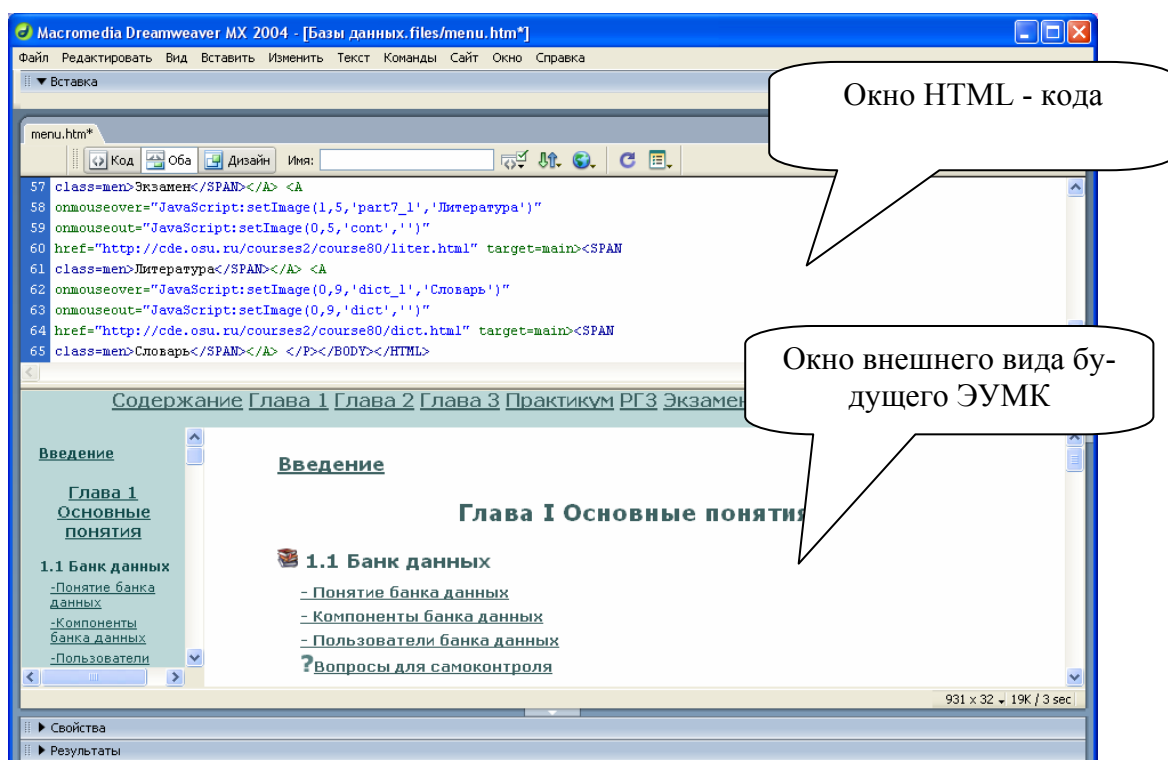 Macromedia Dreamweaver MX 2004 - [Базы данных.files/menu.htm*]
Файл Редактировать Вид Вставить Изменить Текст Команды Сайт Окно Справка
Вставка
Окно HTML - кода
menu.htm*
Код Оба Дизайн Имя:
57 class=men>Экзамен</SPAN></A> <A
58 onmouseover="JavaScript:setImage(1,5,'part7_1','Литература')"
59 onmouseout="JavaScript:setImage(0,5,'cont','')"
60 href="http://cde.osu.ru/courses2/course80/liter.html" target=main><SPAN
61 class=men>Литература</SPAN></A> <A
62 onmouseover="JavaScript:setImage(0,9,'dict_1','Словарь')"
63 onmouseout="JavaScript:setImage(0,9,'dict','')"
64 href="http://cde.osu.ru/courses2/course80/dict.html" target=main><SPAN
65 class=men>Словарь</SPAN></A> </P></BODY></HTML>
Окно внешнего вида бу-
дущего ЭУМК
Содержание Глава 1 Глава 2 Глава 3 Практикум РГЗ Экзамен
Введение
Глава 1
Основные
понятия
1.1 Банк данных
-Понятие банка
данных
-Компоненты
банка данных
-Пользователи
Введение
Глава I Основные понятия
1.1 Банк данных
- Понятие банка данных
- Компоненты банка данных
- Пользователи банка данных
?Вопросы для самоконтроля
931 x 32 19K / 3 sec
Свойства
Результаты